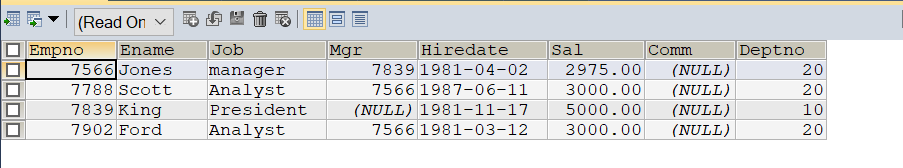 (Read On
Empno Ename Job Mgr Hiredate Sal Comm Deptno
7566 Jones manager 7839 1981-04-02 2975.00 (NULL) 20
7788 Scott Analyst 7566 1987-06-11 3000.00 (NULL) 20
7839 King President (NULL) 1981-11-17 5000.00 (NULL) 10
7902 Ford Analyst 7566 1981-03-12 3000.00 (NULL) 20